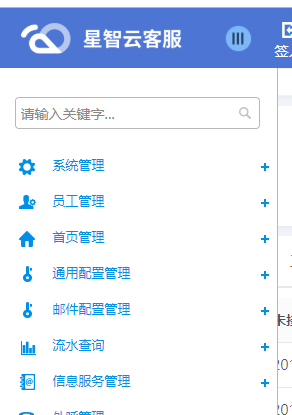 星智云客服
签
请输入关键字...
系统管理
员工管理
首页管理
通用配置管理
邮件配置管理
流水查询
信息服务管理